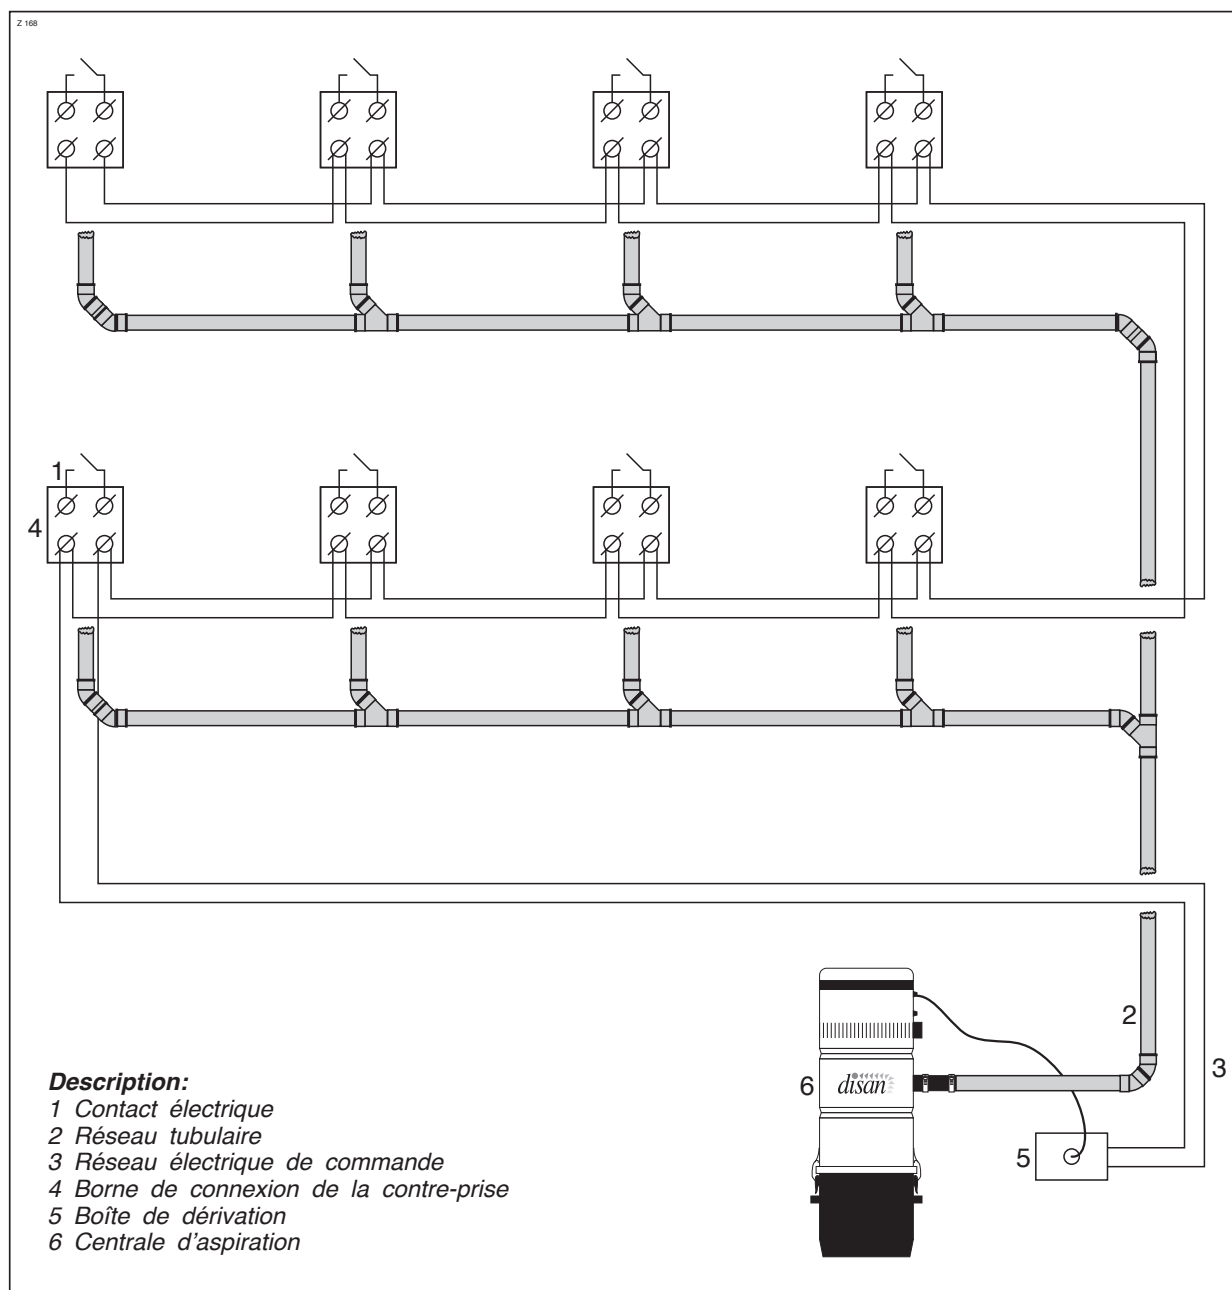 Z 168
1
4
2
3
6 disan
5
Description:
1 Contact électrique
2 Réseau tubulaire
3 Réseau électrique de commande
4 Borne de connexion de la contre-prise
5 Boîte de dérivation
6 Centrale d'aspiration